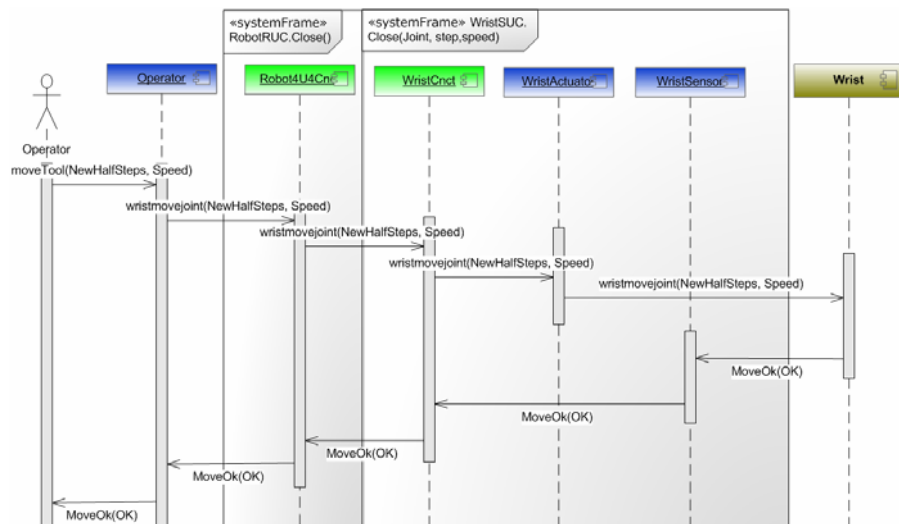 «systemFrame»
RobotRUC.Close()
«systemFrame» WristSUC.
Close(Joint, step,speed)
Operator
Robot4U4Cn
WristCnct
WristActuato
WristSensor
Wrist
Operator
moveTool(NewHalfSteps, Speed)
wristmovejoint(NewHalfSteps, Speed)
wristmovejoint(NewHalfSteps, Speed)
wristmovejoint(NewHalfSteps, Speed)
wristmovejoint(NewHalfSteps, Speed)
MoveOk(OK)
MoveOk(OK)
MoveOk(OK)
MoveOk(OK)
MoveOk(OK)